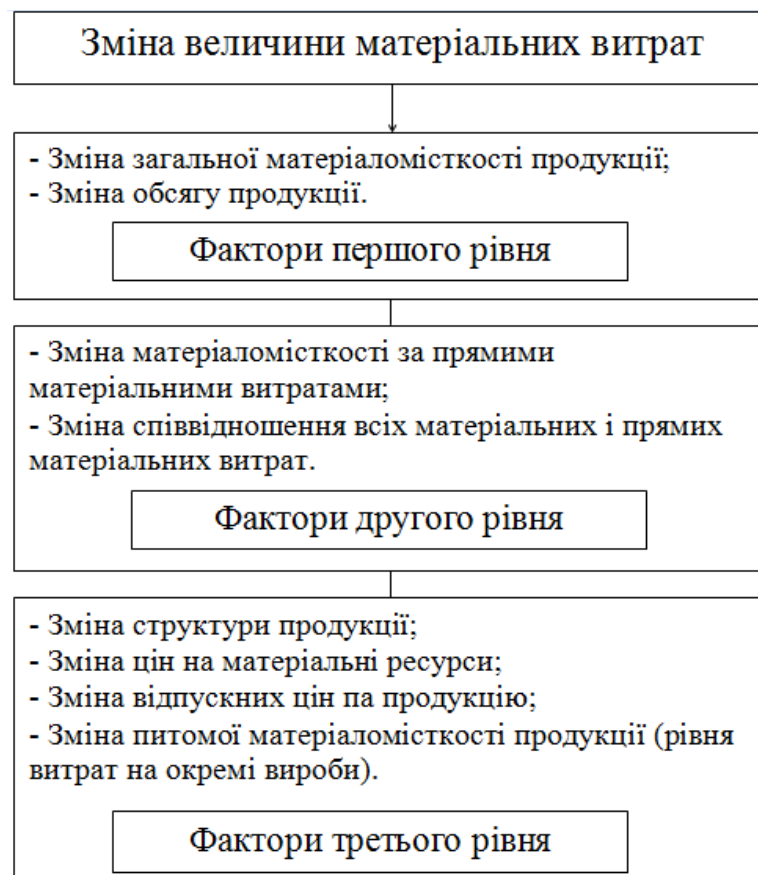 Зміна величини матеріальних витрат
- Зміна загальної матеріаломісткості продукції;
- Зміна обсягу продукції.
Фактори першого рівня
- Зміна матеріаломісткості за прямими
матеріальними витратами;
- Зміна співвідношення всіх матеріальних і прямих
матеріальних витрат.
Фактори другого рівня
- Зміна структури продукції;
- Зміна цін на матеріальні ресурси;
- Зміна відпускних цін па продукцію;
- Зміна питомої матеріаломісткості продукції (рівня
витрат на окремі вироби).
Фактори третього рівня